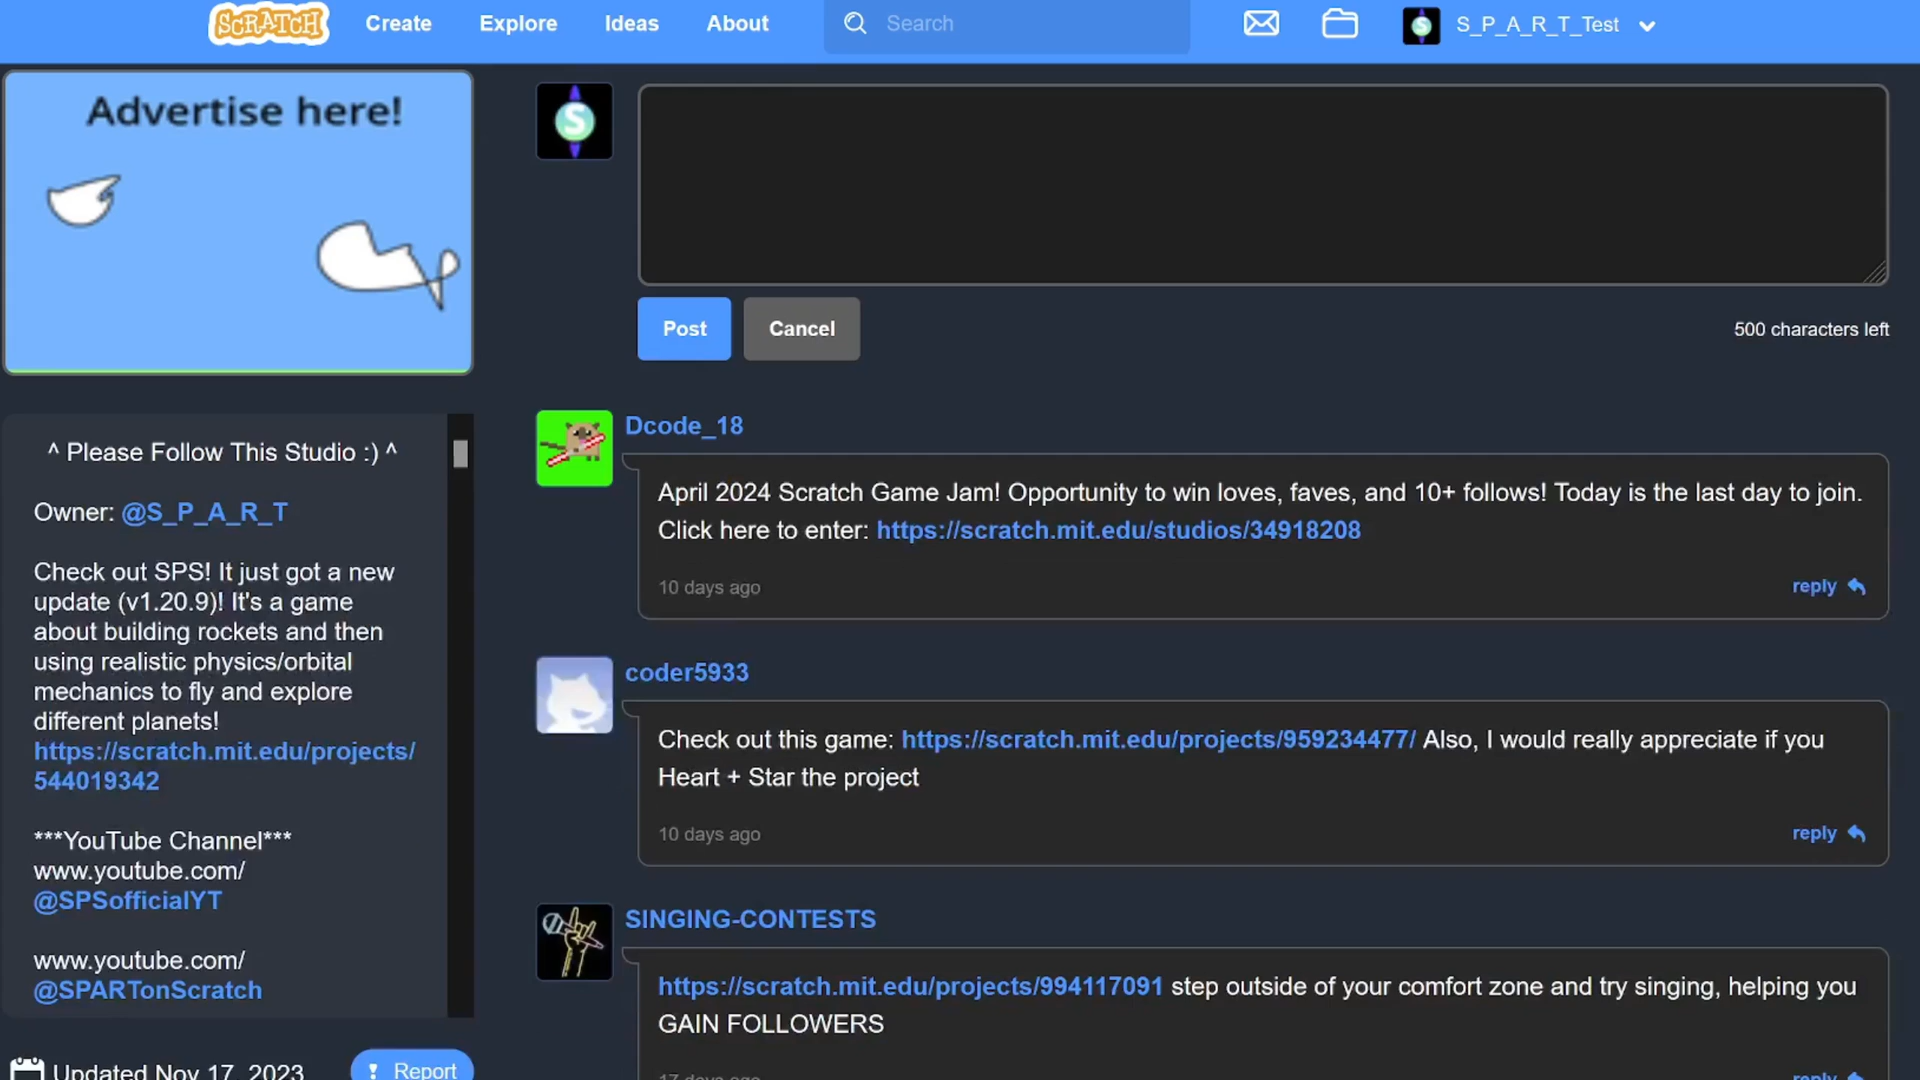 SCRATCH Create Explore Ideas About Search S_P_A_R_T_Test
Advertise here!
S
Post Cancel 500 characters left
^ Please Follow This Studio :) ^
Owner: @S_P_A_R_T
Check out SPS! It just got a new
update (v1.20.9)! It's a game
about building rockets and then
using realistic physics/orbital
mechanics to fly and explore
different planets!
https://scratch.mit.edu/projects/
544019342
***YouTube Channel***
www.youtube.com/
@SPSofficialYT
www.youtube.com/
@SPARTonScratch
Updated Nov 17, 2023 Report
Dcode_18
April 2024 Scratch Game Jam! Opportunity to win loves, faves, and 10+ follows! Today is the last day to join.
Click here to enter: https://scratch.mit.edu/studios/34918208
10 days ago reply
coder5933
Check out this game: https://scratch.mit.edu/projects/959234477/ Also, I would really appreciate if you
Heart + Star the project
10 days ago reply
SINGING-CONTESTS
https://scratch.mit.edu/projects/994117091 step outside of your comfort zone and try singing, helping you
GAIN FOLLOWERS
17 days ago reply